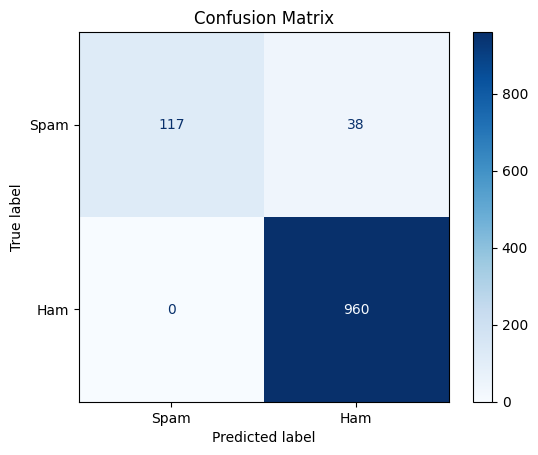 Confusion Matrix
Spam
117
38
800
600
True label
400
Ham
0
960
200
0
Spam
Ham
Predicted label